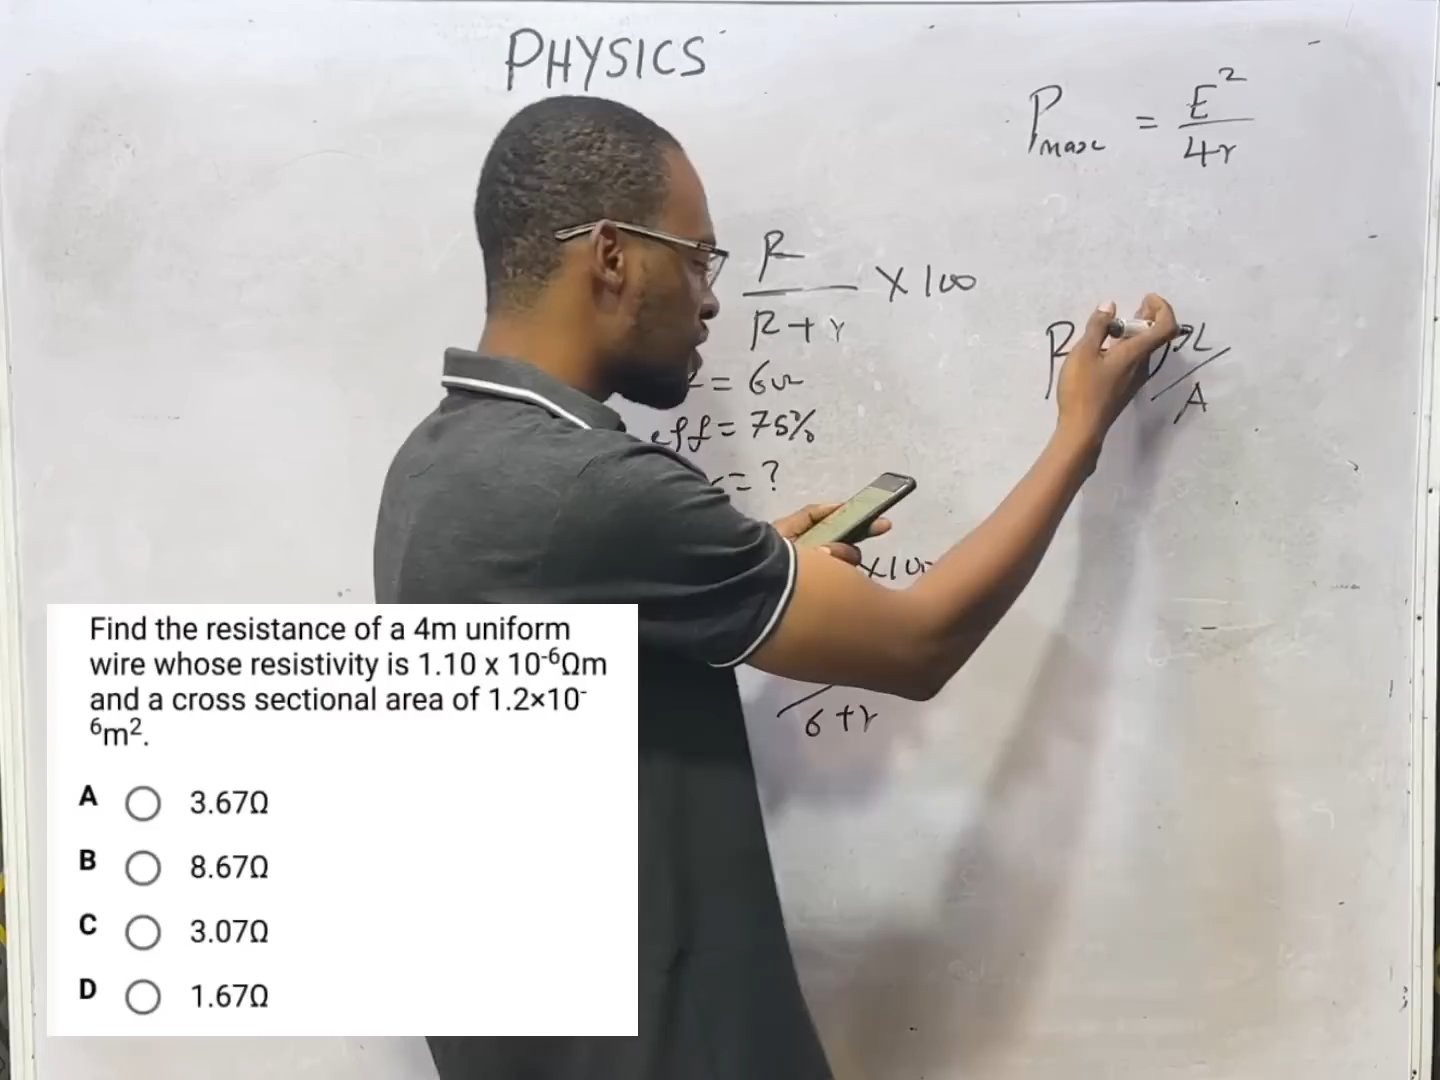 PHYSICS
Pmax = E²
4r
R
R+r
X 100
= 6Ω
eff = 75%
= ?
X100
6+r
A
Find the resistance of a 4m uniform
wire whose resistivity is 1.10 x 10⁻⁶Ωm
and a cross sectional area of 1.2×10⁻
⁶m².
A 3.67Ω
B 8.67Ω
C 3.07Ω
D 1.67Ω